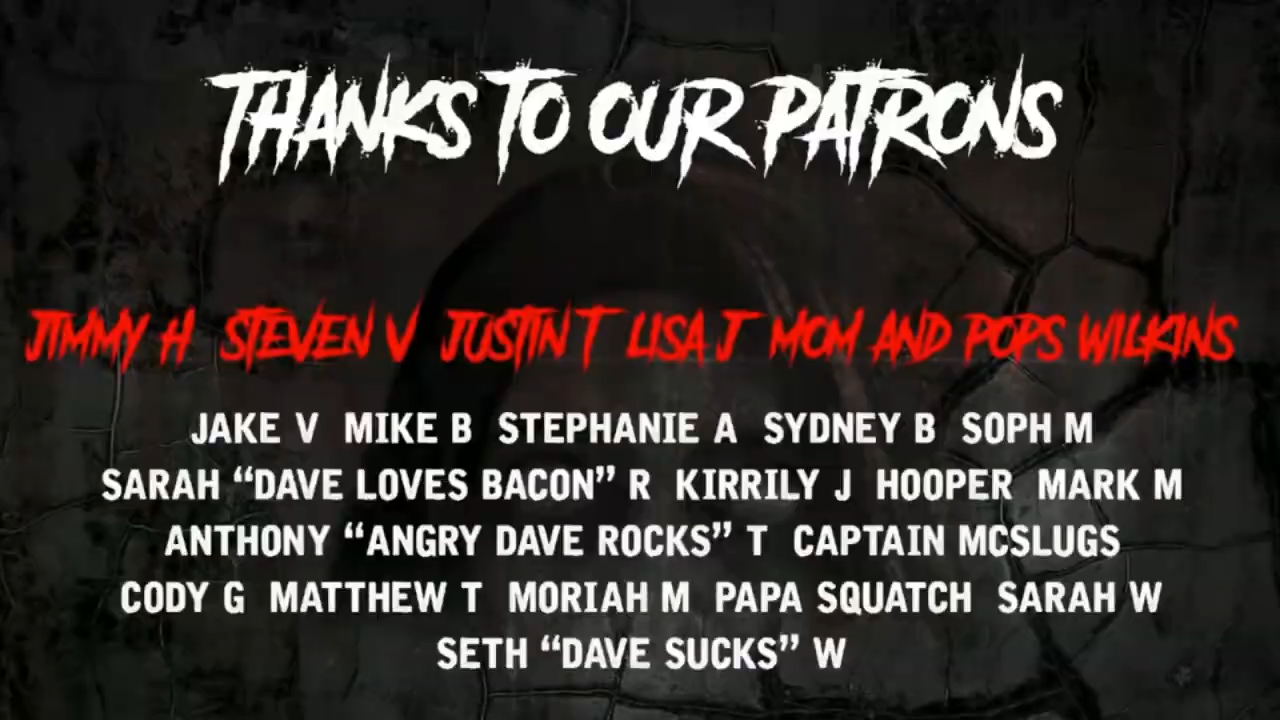 THANKS TO OUR PATRONS
JIMMY H STEVEN V JUSTIN T LISA J MOM AND POPS WILKINS
JAKE V MIKE B STEPHANIE A SYDNEY B SOPH M
SARAH “DAVE LOVES BACON” R KIRRILY J HOOPER MARK M
ANTHONY “ANGRY DAVE ROCKS” T CAPTAIN MCSLUGS
CODY G MATTHEW T MORIAH M PAPA SQUATCH SARAH W
SETH “DAVE SUCKS” W